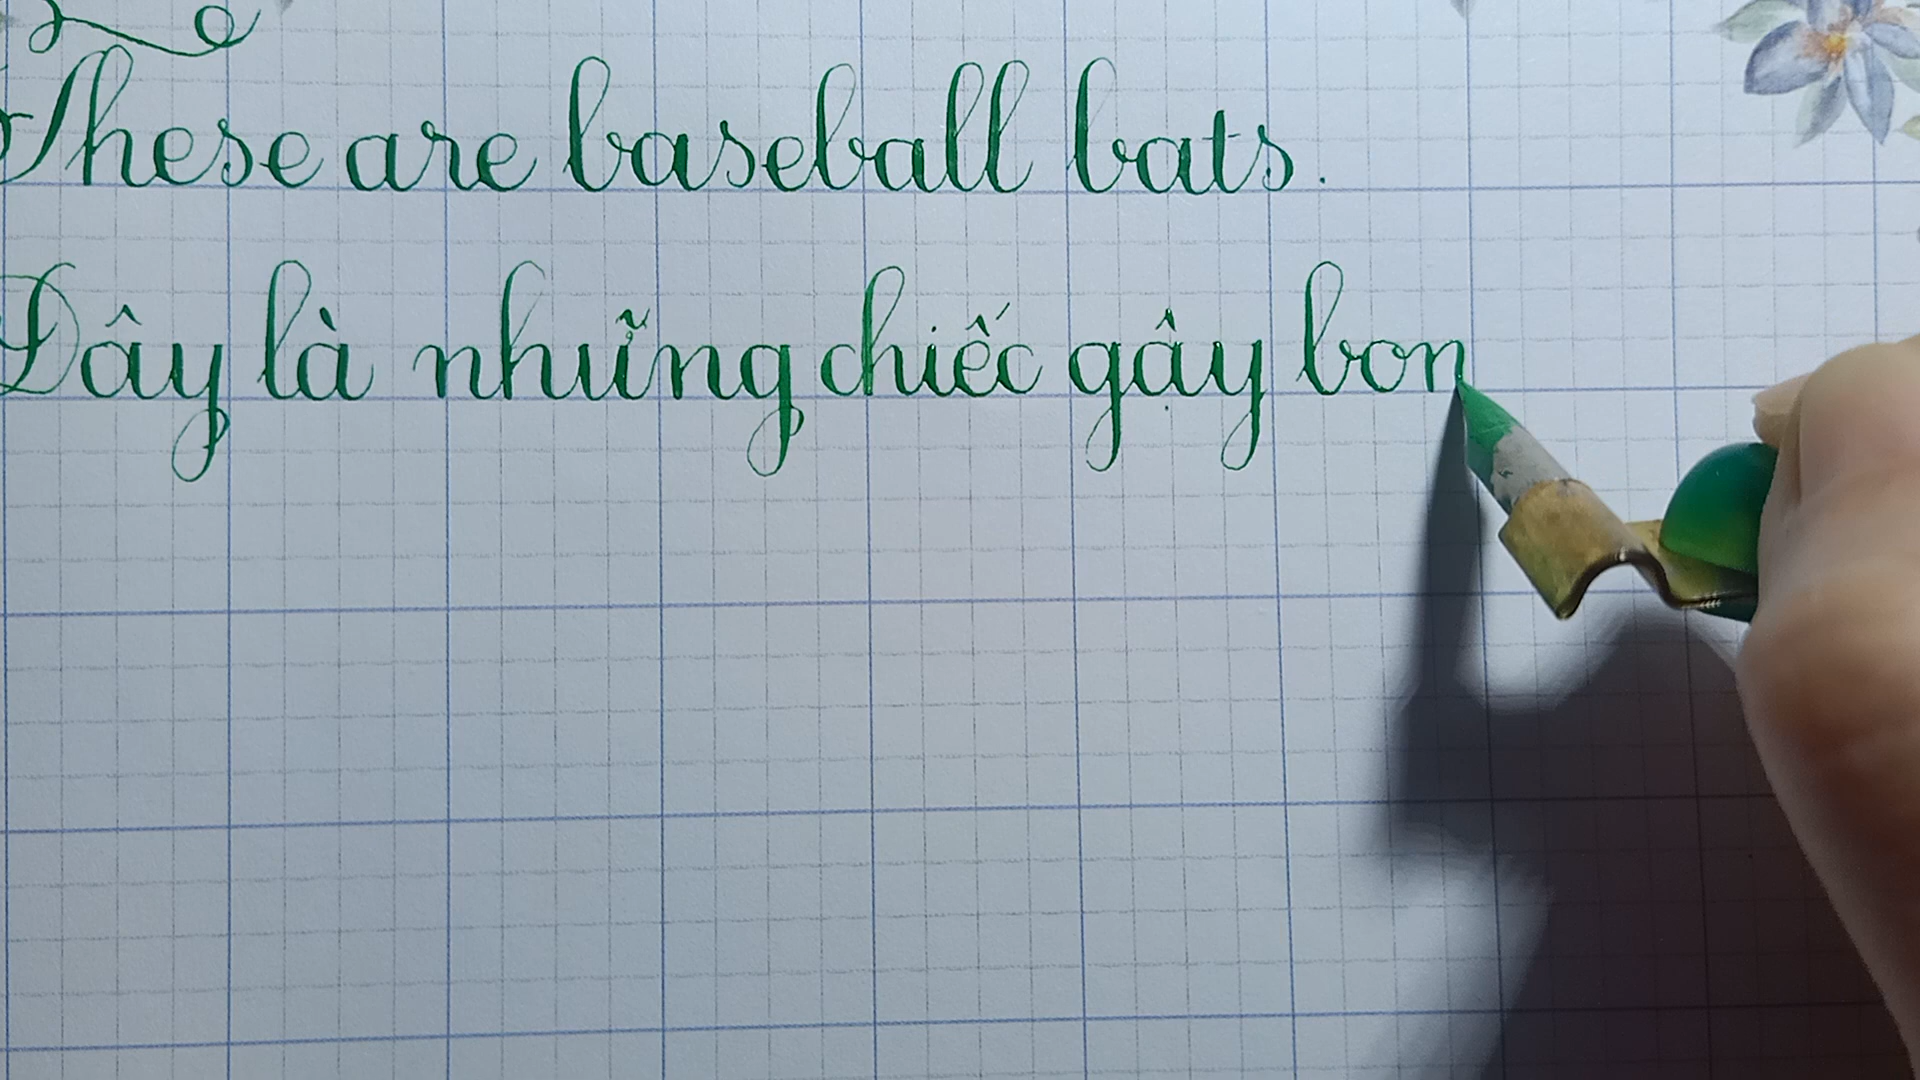 These are baseball bats.
Đây là những chiếc gậy bon